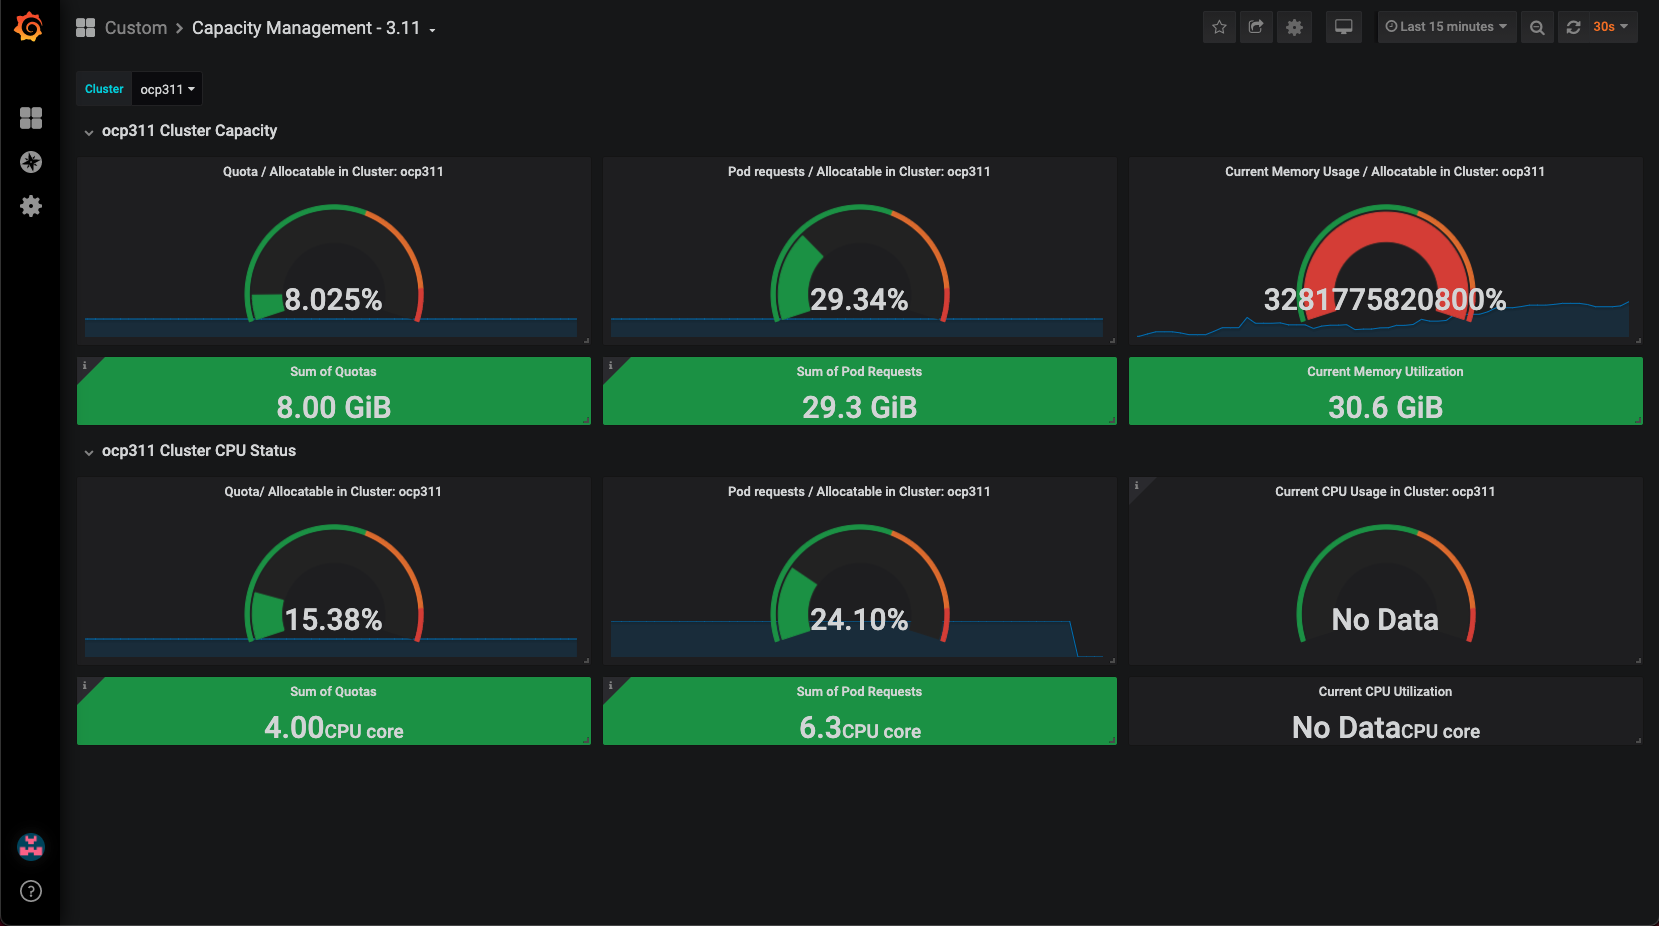 Custom > Capacity Management - 3.11
Last 15 minutes
30s
Cluster ocp311
ocp311 Cluster Capacity
Quota / Allocatable in Cluster: ocp311
8.025%
Pod requests / Allocatable in Cluster: ocp311
29.34%
Current Memory Usage / Allocatable in Cluster: ocp311
3281775820800%
i
Sum of Quotas
8.00 GiB
i
Sum of Pod Requests
29.3 GiB
Current Memory Utilization
30.6 GiB
ocp311 Cluster CPU Status
Quota/ Allocatable in Cluster: ocp311
15.38%
Pod requests / Allocatable in Cluster: ocp311
24.10%
i
Current CPU Usage in Cluster: ocp311
No Data
i
Sum of Quotas
4.00CPU core
i
Sum of Pod Requests
6.3CPU core
Current CPU Utilization
No DataCPU core
?